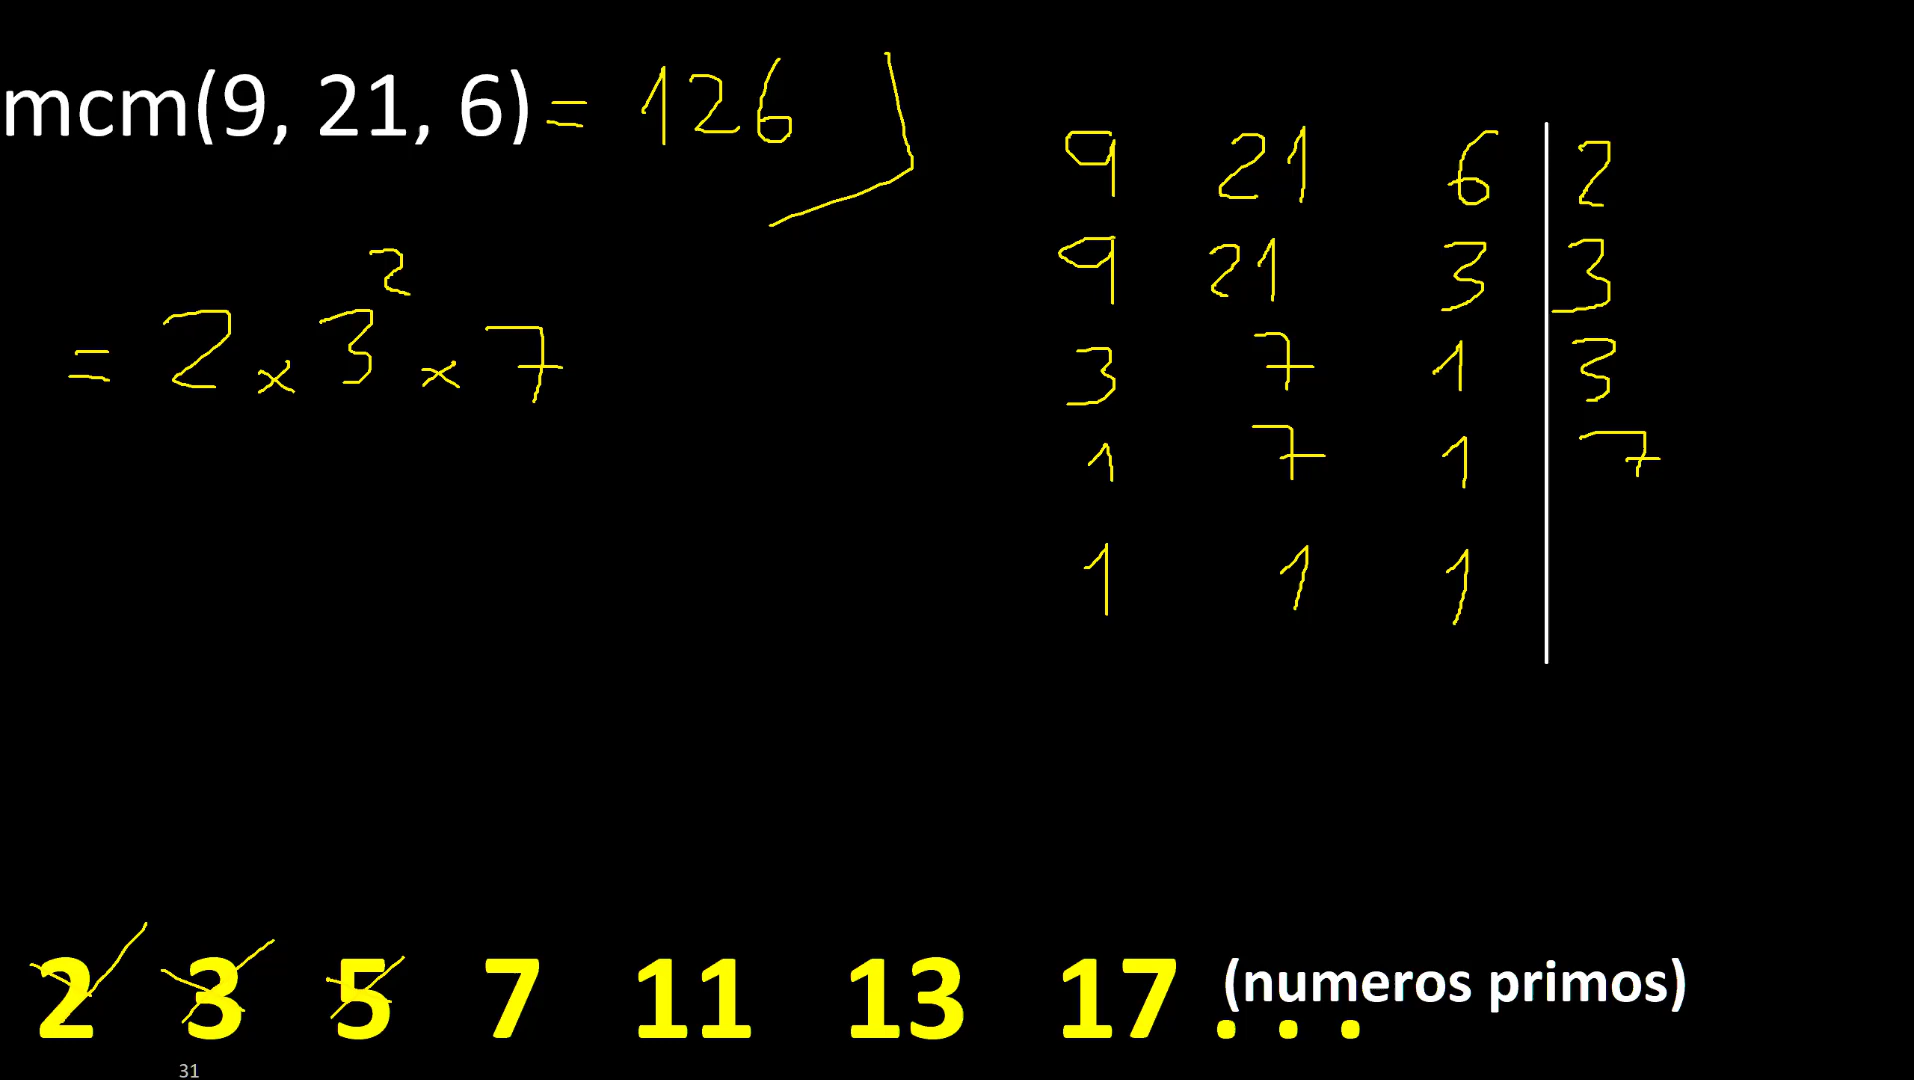 mcm(9, 21, 6) = 126
= 2 x 3² x 7
9 21 6 | 2
9 21 3 | 3
3 7 1 | 3
1 7 1 | 7
1 1 1 |
2 3 5 7 11 13 17 . . . (numeros primos)
31